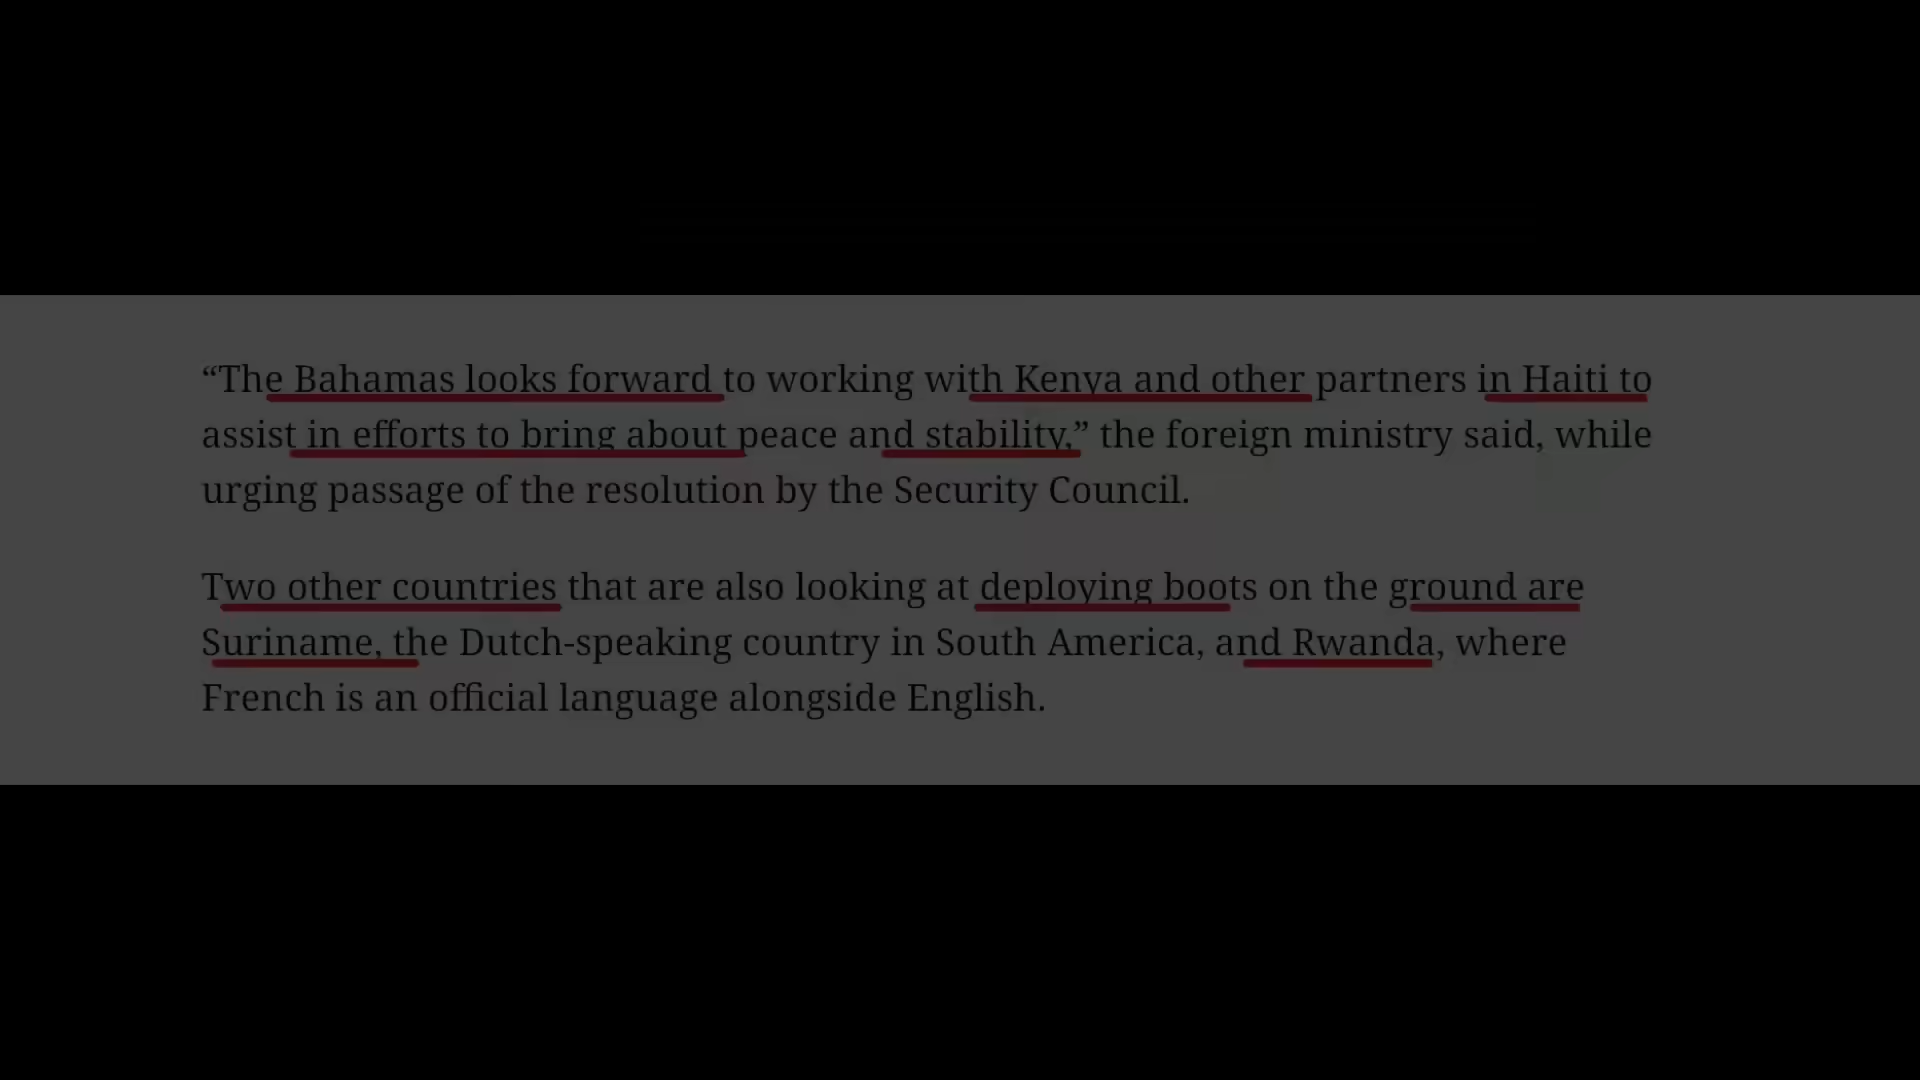 “The Bahamas looks forward to working with Kenya and other partners in Haiti to
assist in efforts to bring about peace and stability,” the foreign ministry said, while
urging passage of the resolution by the Security Council.
Two other countries that are also looking at deploying boots on the ground are
Suriname, the Dutch-speaking country in South America, and Rwanda, where
French is an official language alongside English.